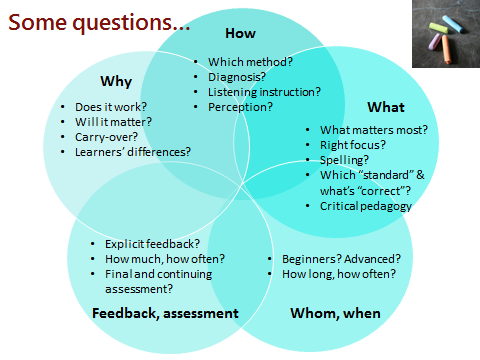 Some questions...
How
• Which method?
• Diagnosis?
• Listening instruction?
• Perception?
Why
• Does it work?
• Will it matter?
• Carry-over?
• Learners' differences?
What
• What matters most?
• Right focus?
• Spelling?
• Which “standard” &
what's “correct”?
• Critical pedagogy
• Explicit feedback?
• How much, how often?
• Final and continuing
assessment?
Feedback, assessment
• Beginners? Advanced?
• How long, how often?
Whom, when